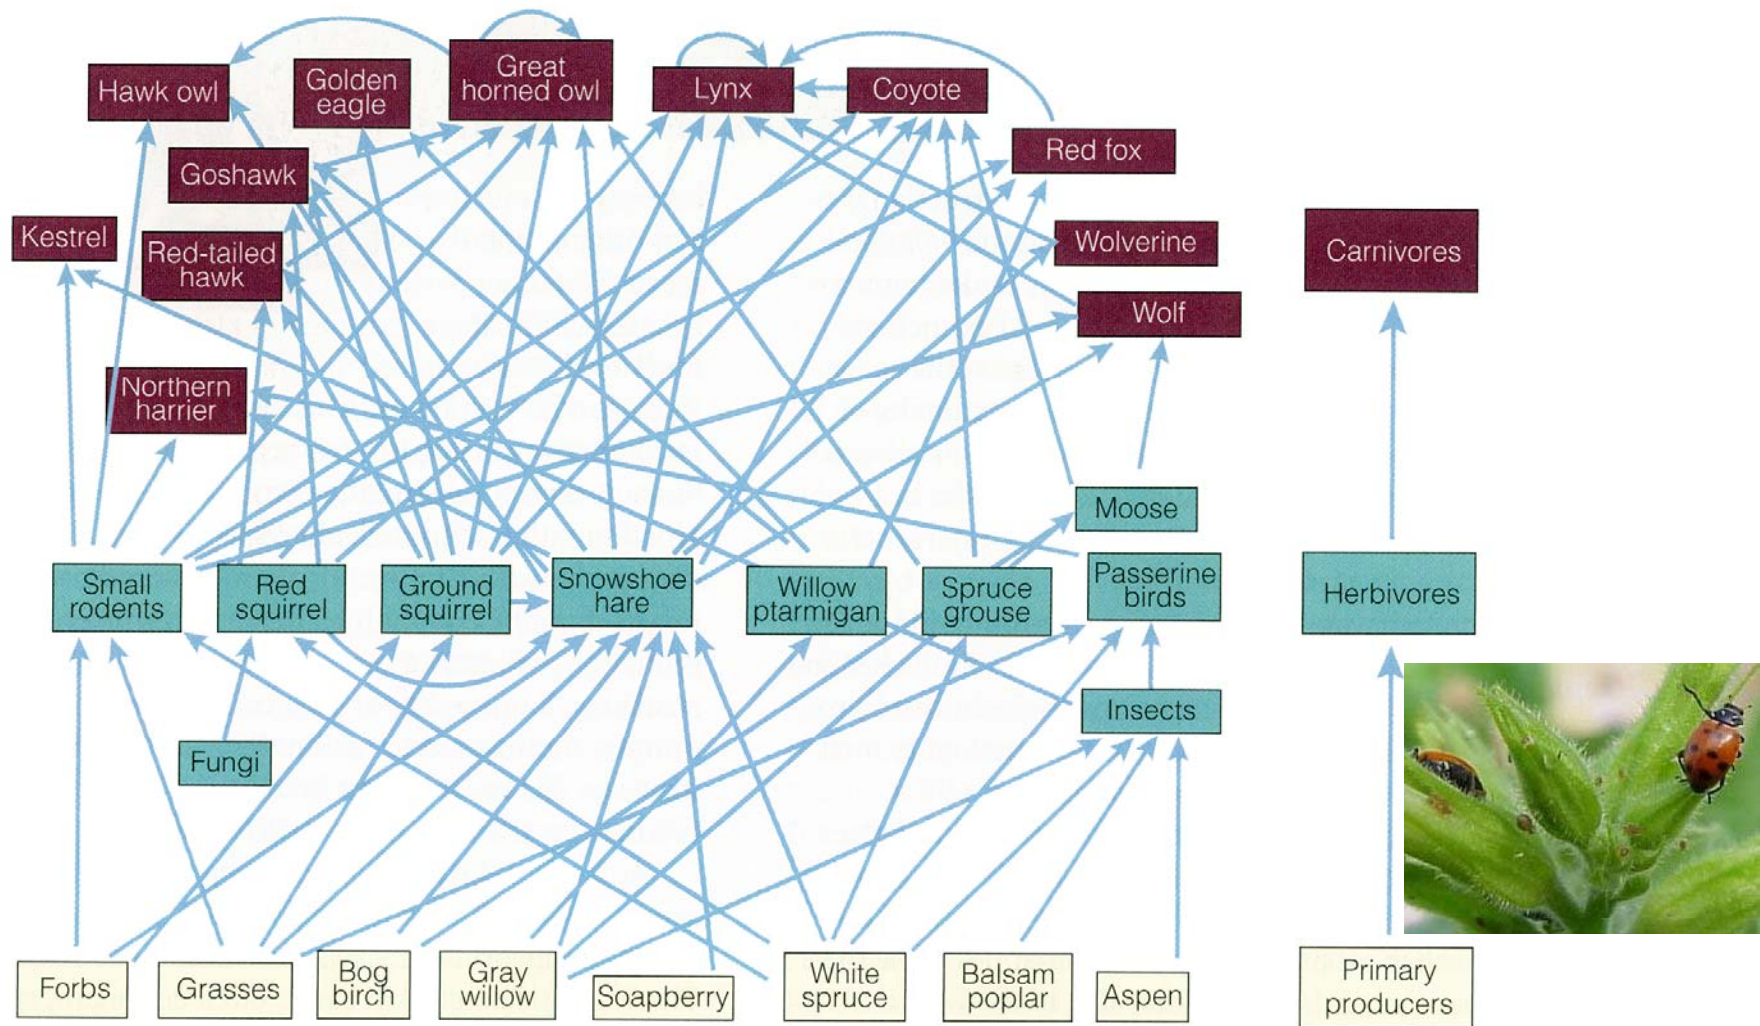 Hawk owl
Golden
eagle
Great
horned owl
Lynx
Coyote
Red fox
Goshawk
Kestrel
Red-tailed
hawk
Wolverine
Wolf
Northern
harrier
Carnivores
Moose
Small
rodents
Red
squirrel
Ground
squirrel
Snowshoe
hare
Willow
ptarmigan
Spruce
grouse
Passerine
birds
Herbivores
Insects
Fungi
Forbs
Grasses
Bog
birch
Gray
willow
Soapberry
White
spruce
Balsam
poplar
Aspen
Primary
producers